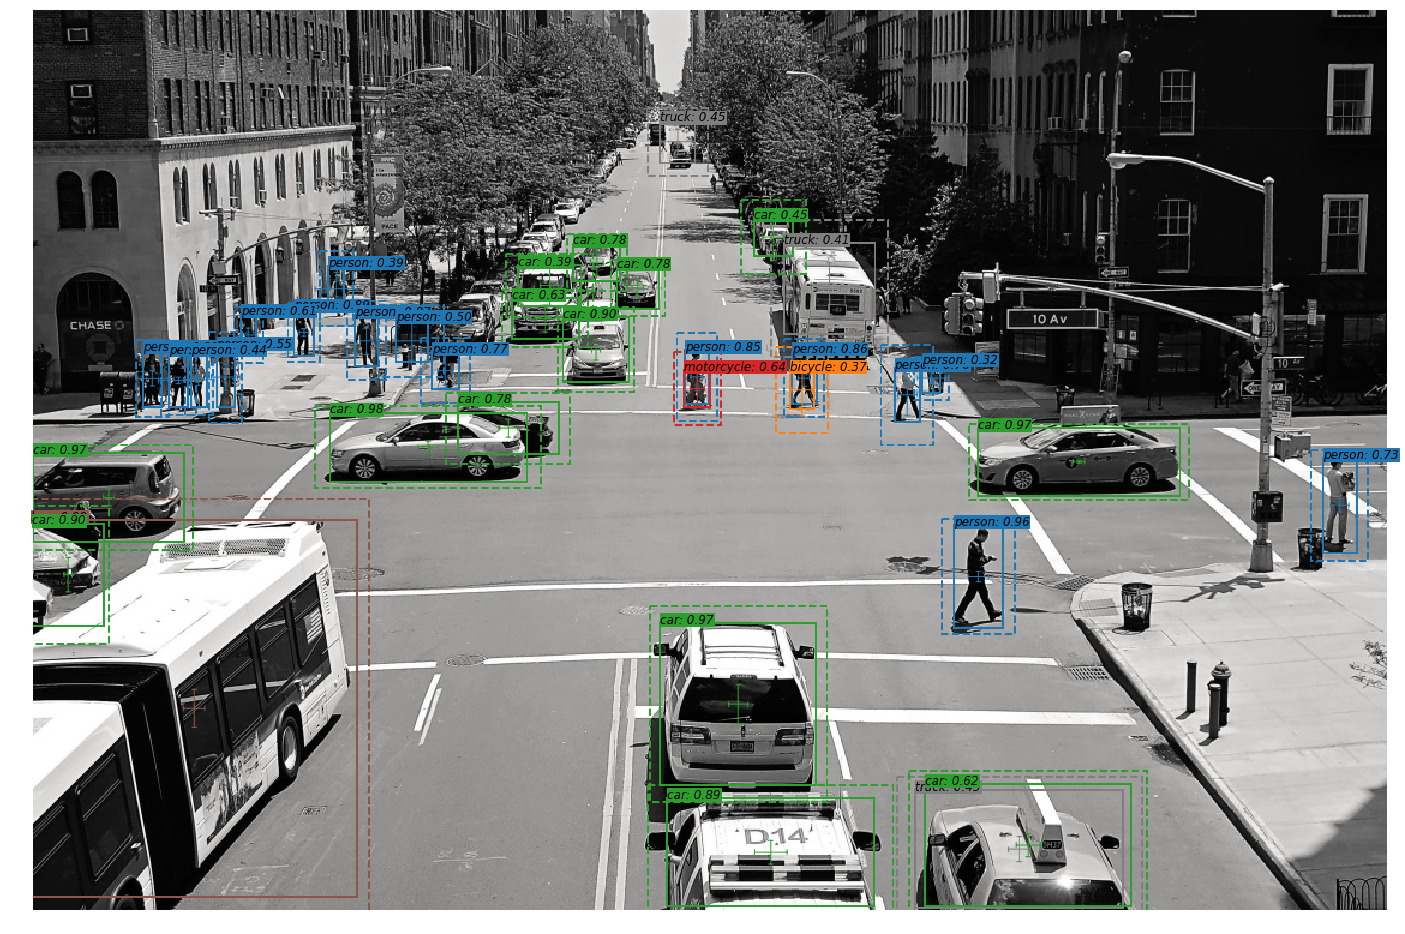 truck: 0.45
car: 0.45
truck: 0.41
car: 0.78
person: 0.39
car: 0.39
car: 0.78
car: 0.63
person: 0.61
person: 0.50
car: 0.90
CHASE
10 Av
person: 0.44
0.55
person: 0.77
person: 0.85
person: 0.86
person: 0.32
motorcycle: 0.64
bicycle: 0.37
10 AV
car: 0.98
car: 0.78
car: 0.97
car: 0.97
person: 0.73
car: 0.90
person: 0.96
car: 0.97
car: 0.62
car: 0.89
D14